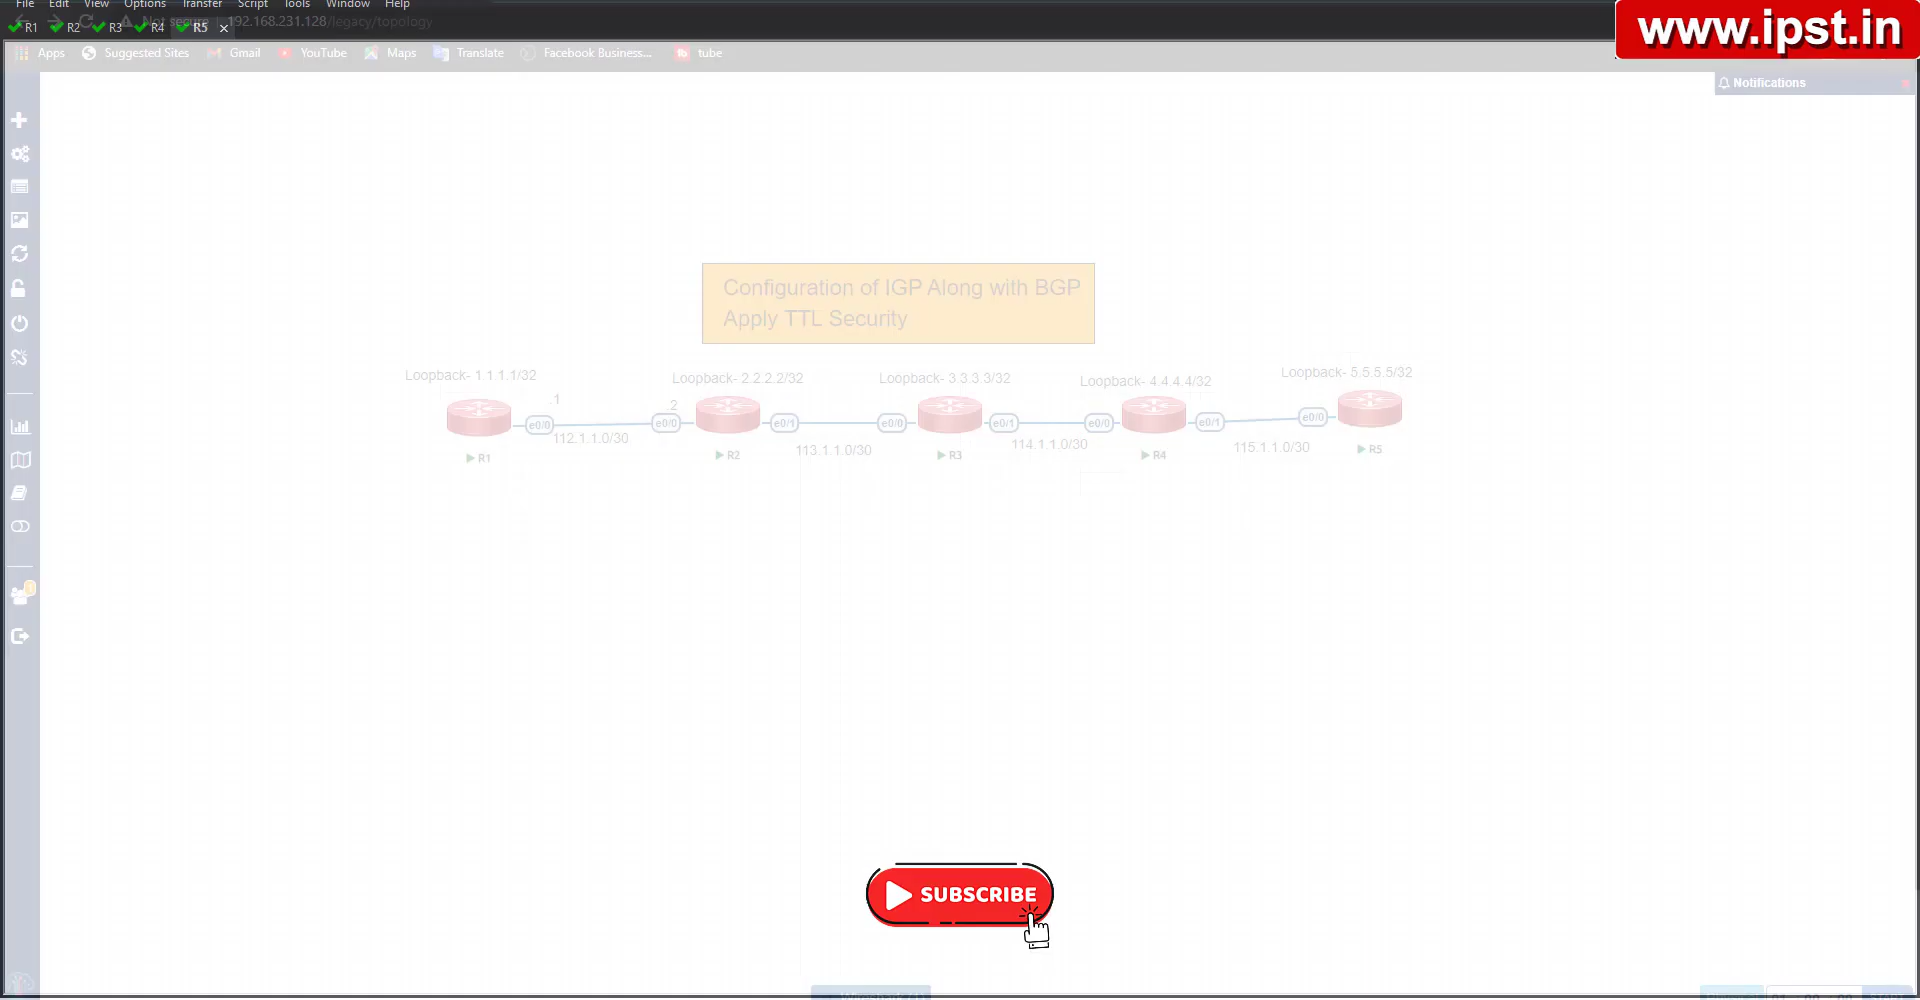 File Edit View Options Transfer Script Tools Window Help
Not secure 192.168.231.128/legacy/topology
R1 R2 R3 R4 R5
www.ipst.in
Apps Suggested Sites Gmail YouTube Maps Translate Facebook Business... tube
Notifications
Configuration of IGP Along with BGP
Apply TTL Security
Loopback- 1.1.1.1/32
Loopback- 2.2.2.2/32
Loopback- 3.3.3.3/32
Loopback- 4.4.4.4/32
Loopback- 5.5.5.5/32
.1
.2
e0/0
e0/0
e0/1
e0/0
e0/1
e0/0
e0/1
e0/0
112.1.1.0/30
113.1.1.0/30
114.1.1.0/30
115.1.1.0/30
R1
R2
R3
R4
R5
SUBSCRIBE